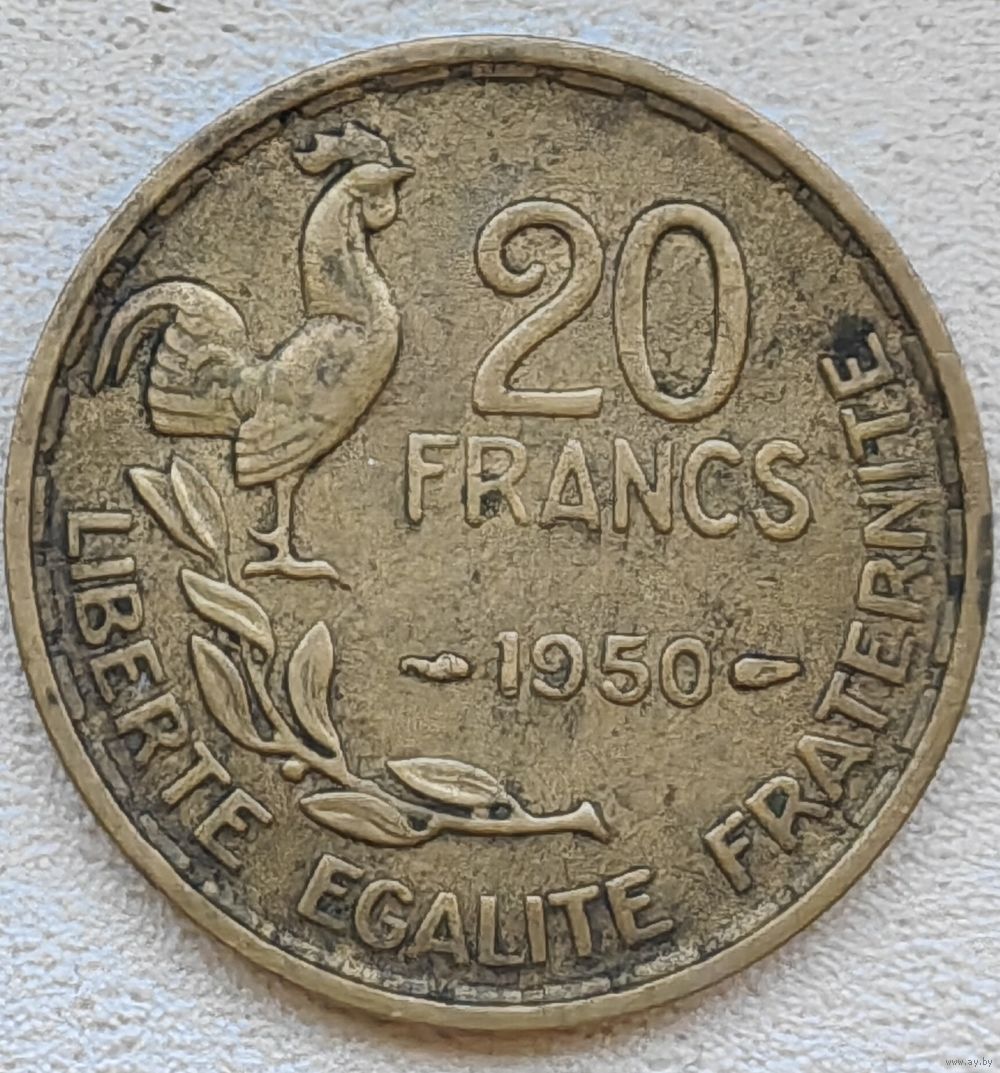 20
FRANCS
1950
LIBERTE EGALITE FRATERNITE
www.ay.by